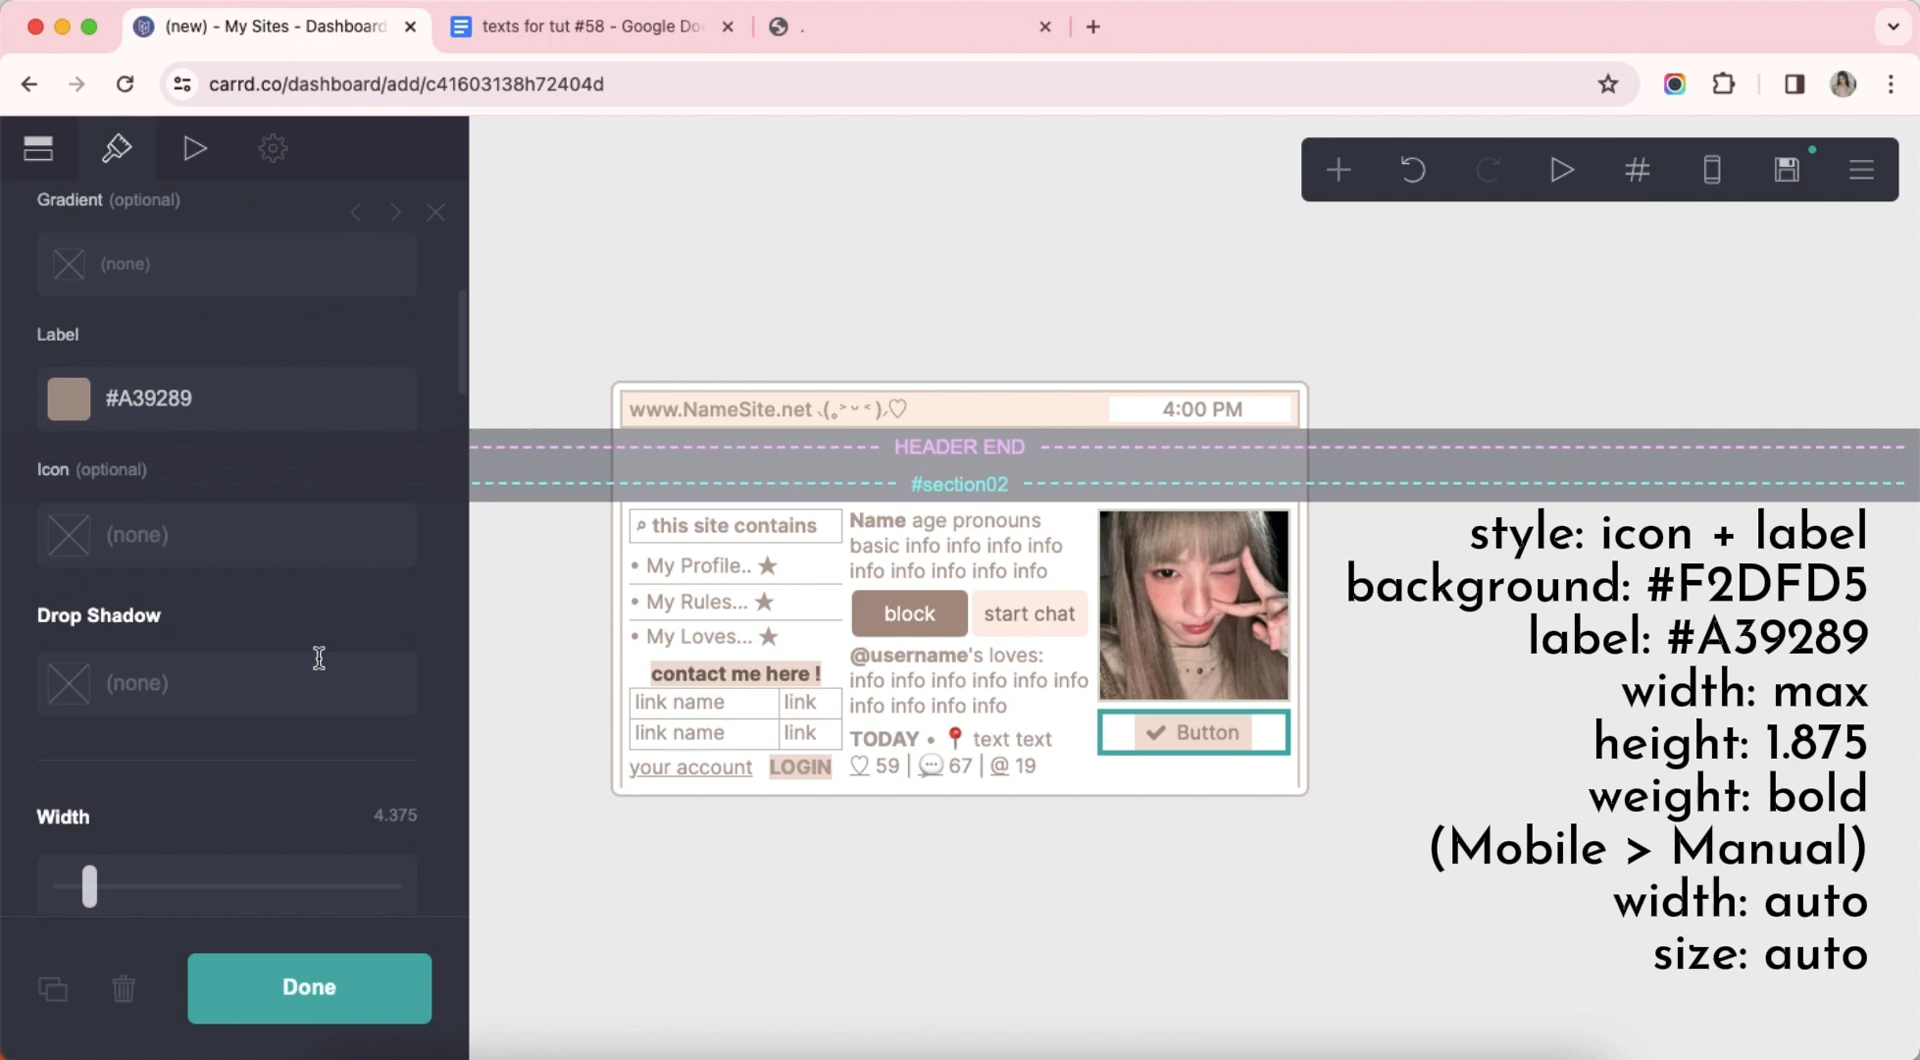 (new) - My Sites - Dashboard
texts for tut #58 - Google Do
.
carrd.co/dashboard/add/c41603138h72404d
Gradient (optional)
(none)
Label
#A39289
Icon (optional)
(none)
Drop Shadow
(none)
Width 4.375
Done
www.NameSite.net ٩(｡˃ ᵕ ˂)⸝♡
4:00 PM
HEADER END
#section02
⌕ this site contains
• My Profile.. ★
• My Rules... ★
• My Loves... ★
contact me here !
link name link
link name link
your account LOGIN
Name age pronouns
basic info info info info
info info info info info
block start chat
@username's loves:
info info info info info info
info info info info
TODAY • 📍 text text
♡ 59 | 💬 67 | @ 19
✔ Button
style: icon + label
background: #F2DFD5
label: #A39289
width: max
height: 1.875
weight: bold
(Mobile > Manual)
width: auto
size: auto